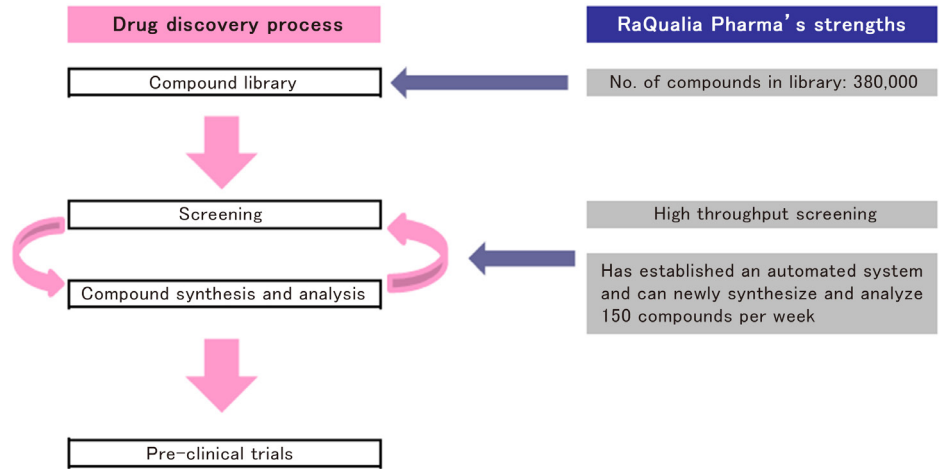 Drug discovery process
RaQualia Pharma's strengths
Compound library
No. of compounds in library: 380,000
Screening
High throughput screening
Compound synthesis and analysis
Has established an automated system
and can newly synthesize and analyze
150 compounds per week
Pre-clinical trials